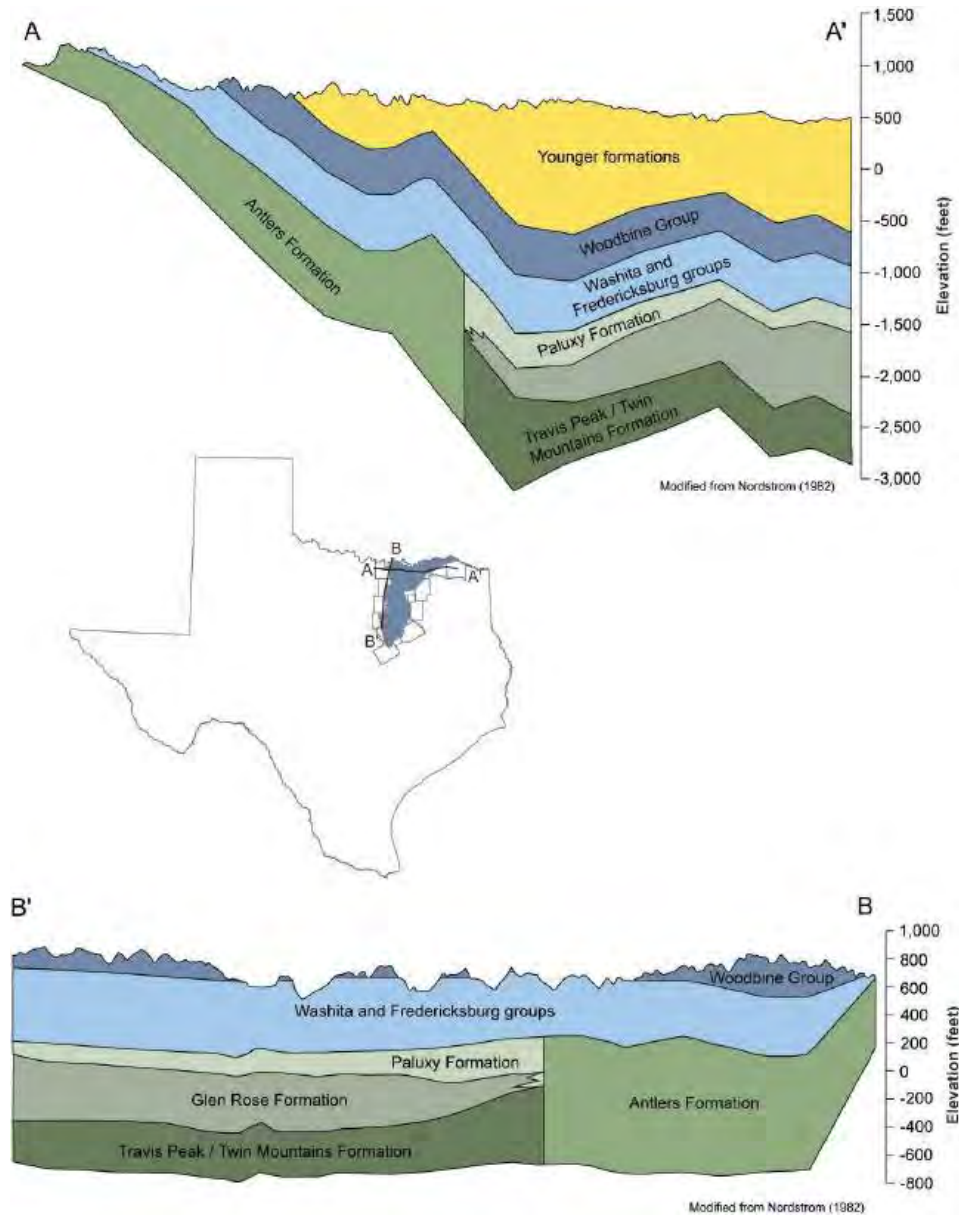 A
A'
1,500
1,000
500
0
-500
-1,000
-1,500
-2,000
-2,500
-3,000
Elevation (feet)
Younger formations
Woodbine Group
Washita and
Fredericksburg groups
Antlers Formation
Paluxy Formation
Travis Peak / Twin
Mountains Formation
Modified from Nordstrom (1982)
B
A
A'
B'
B'
B
1,000
800
600
400
200
0
-200
-400
-600
-800
Elevation (feet)
Woodbine Group
Washita and Fredericksburg groups
Paluxy Formation
Glen Rose Formation
Antlers Formation
Travis Peak / Twin Mountains Formation
Modified from Nordstrom (1982)